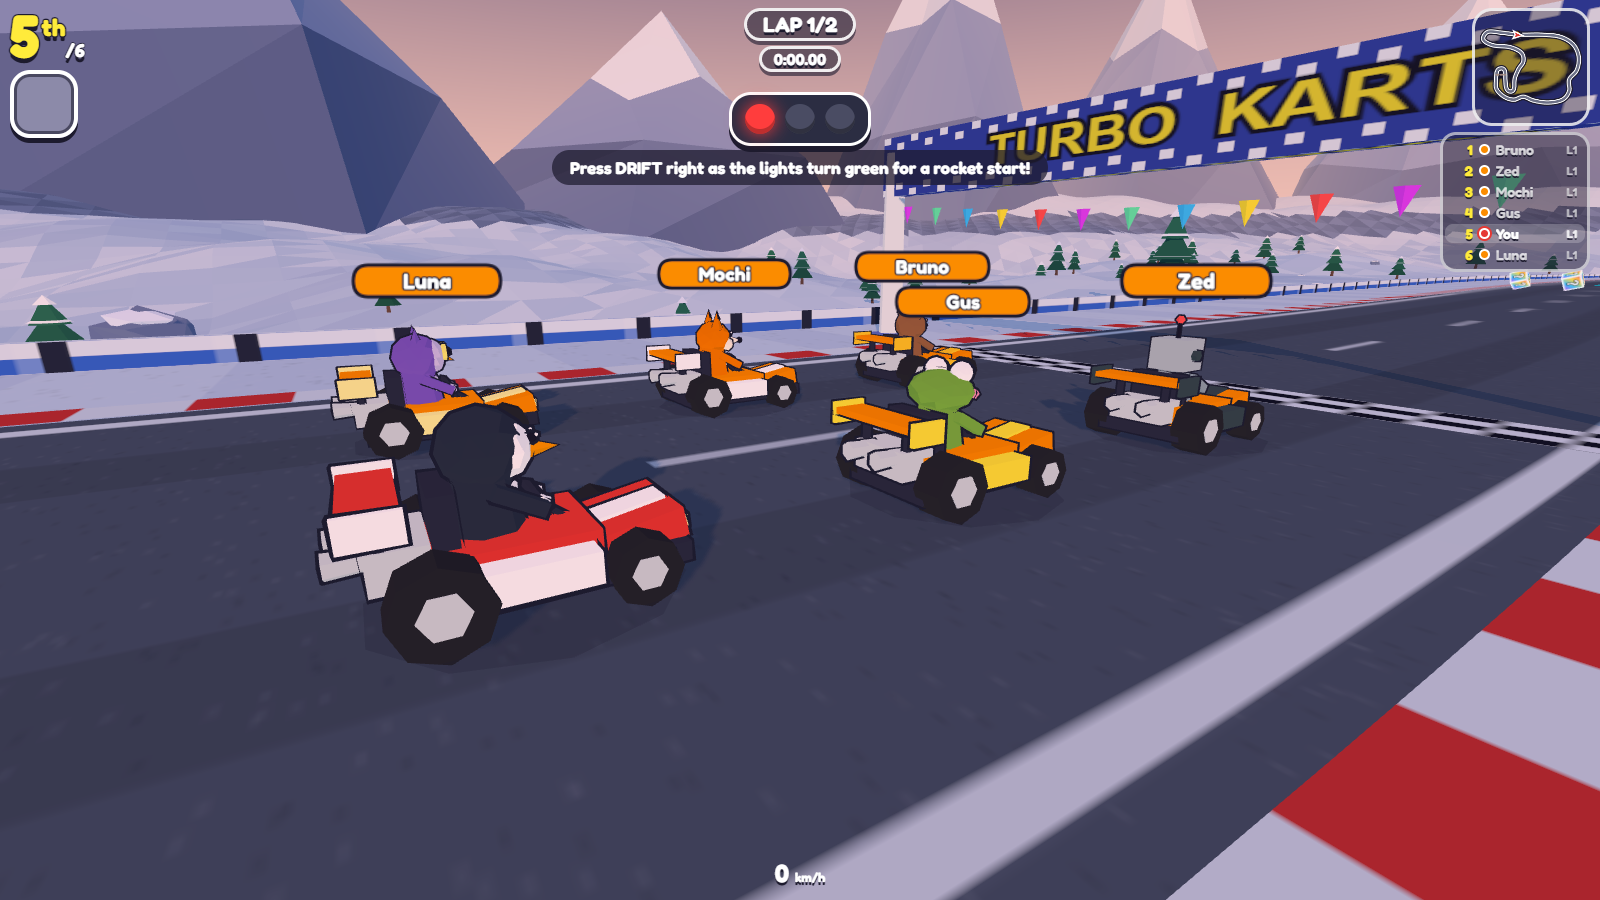 5th
/6
LAP 1/2
0:00.00
Press DRIFT right as the lights turn green for a rocket start!
TURBO KARTS
1 Bruno L1
2 Zed L1
3 Mochi L1
4 Gus L1
5 You L1
6 Luna L1
Luna
Mochi
Bruno
Gus
Zed
0 km/h